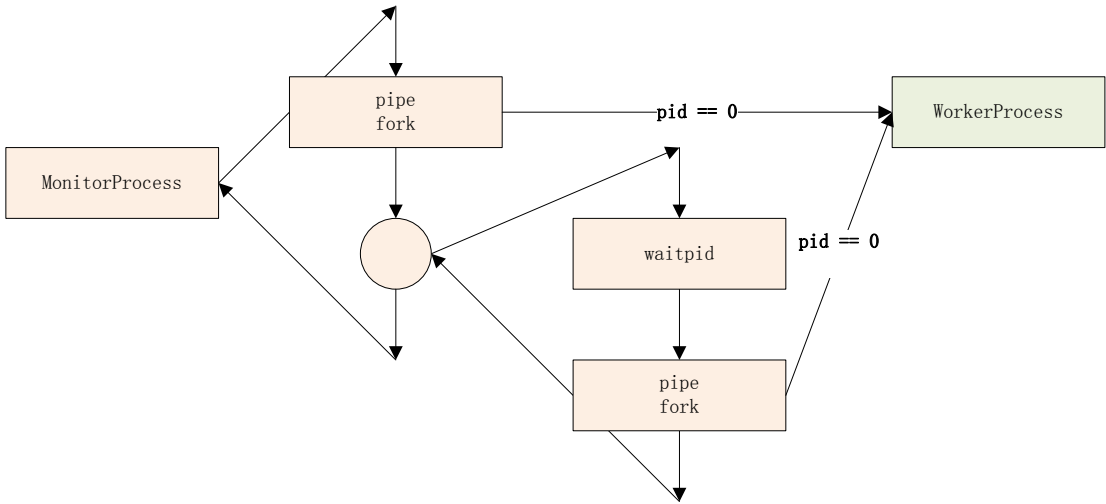 pipe
fork
pid == 0
WorkerProcess
MonitorProcess
waitpid
pid == 0
pipe
fork